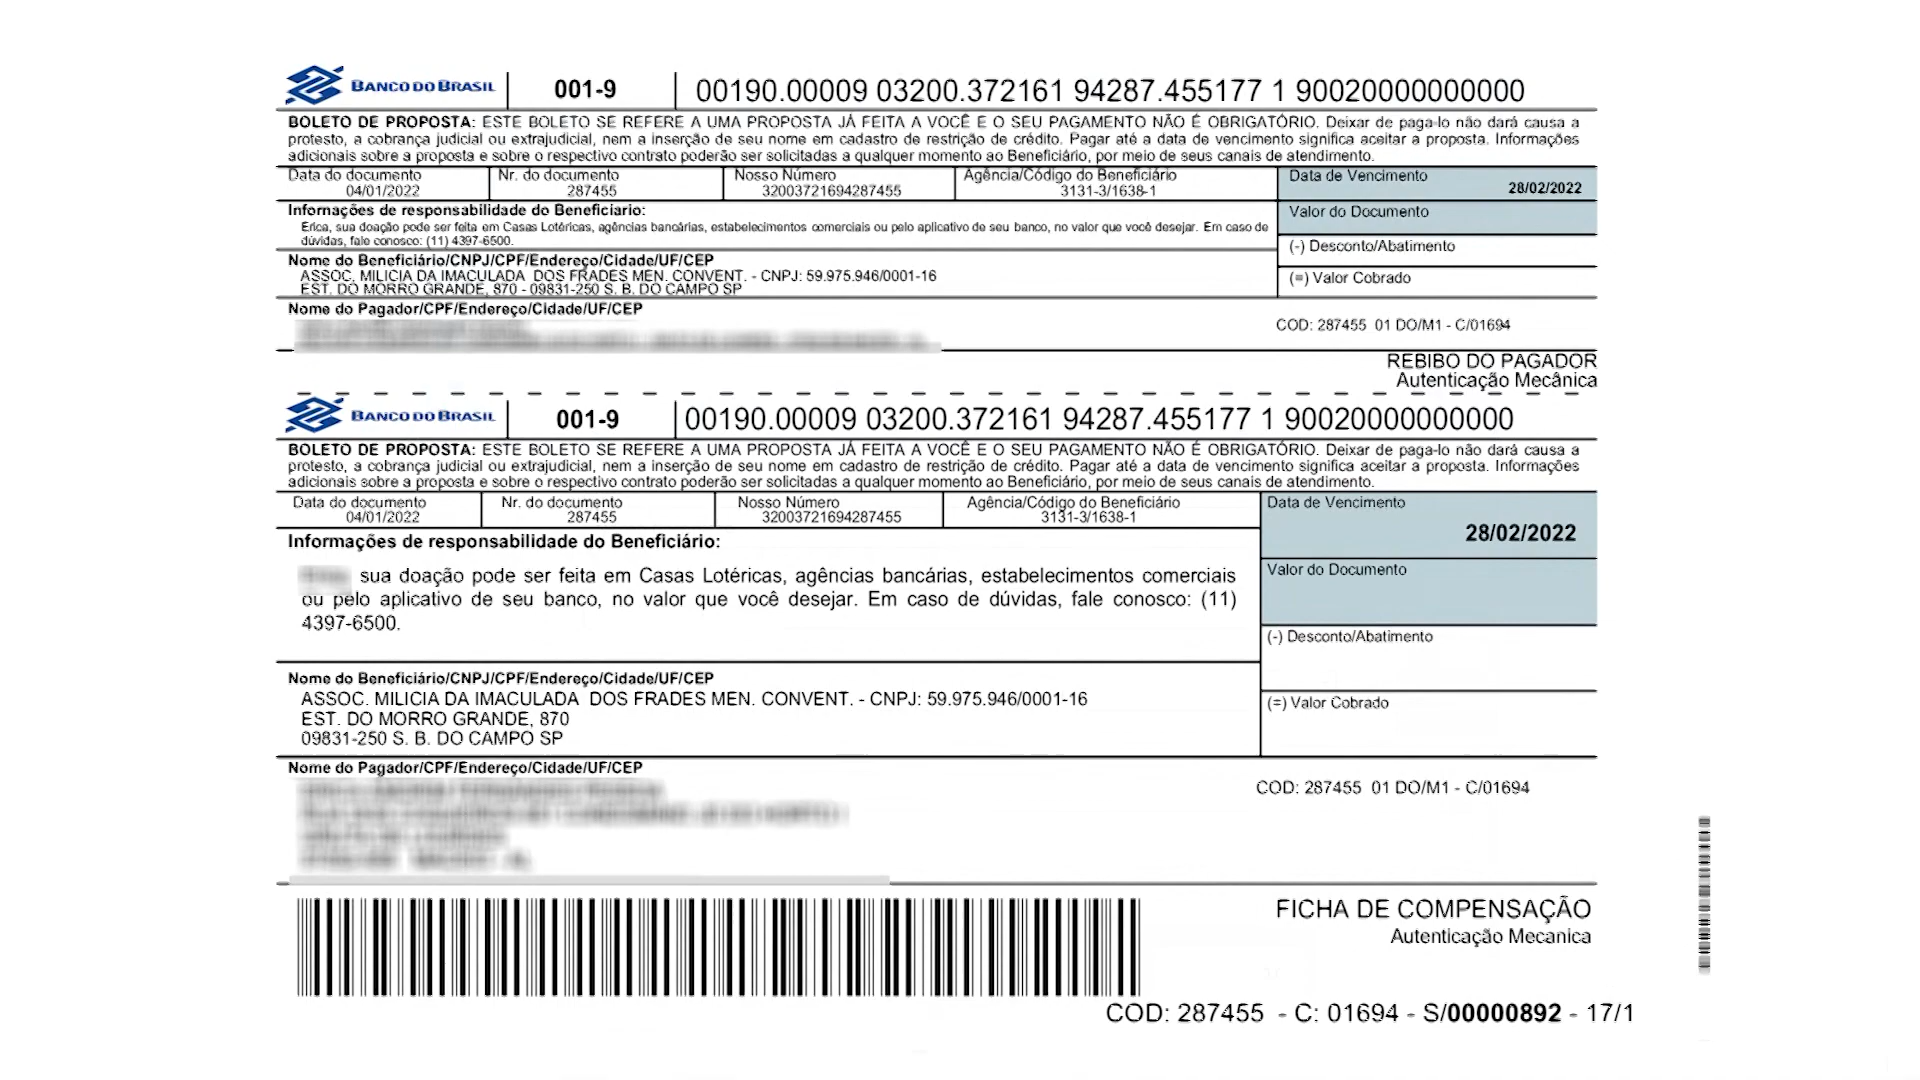 BANCO DO BRASIL 001-9 00190.00009 03200.372161 94287.455177 1 90020000000000
BOLETO DE PROPOSTA: ESTE BOLETO SE REFERE A UMA PROPOSTA JÁ FEITA A VOCÊ E O SEU PAGAMENTO NÃO É OBRIGATÓRIO. Deixar de paga-lo não dará causa a
protesto, a cobrança judicial ou extrajudicial, nem a inserção de seu nome em cadastro de restrição de crédito. Pagar até a data de vencimento significa aceitar a proposta. Informações
adicionais sobre a proposta e sobre o respectivo contrato poderão ser solicitadas a qualquer momento ao Beneficiário, por meio de seus canais de atendimento.
Data do documento Nr. do documento Nosso Número Agência/Código do Beneficiário Data de Vencimento
04/01/2022 287455 32003721694287455 3131-3/1638-1 28/02/2022
Informações de responsabilidade do Beneficiario: Valor do Documento
Erica, sua doação pode ser feita em Casas Lotéricas, agências bancárias, estabelecimentos comerciais ou pelo aplicativo de seu banco, no valor que você desejar. Em caso de
dúvidas, fale conosco: (11) 4397-6500.
(-) Desconto/Abatimento
Nome do Beneficiário/CNPJ/CPF/Endereço/Cidade/UF/CEP
ASSOC. MILICIA DA IMACULADA DOS FRADES MEN. CONVENT. - CNPJ: 59.975.946/0001-16 (=) Valor Cobrado
EST. DO MORRO GRANDE, 870 - 09831-250 S. B. DO CAMPO SP
Nome do Pagador/CPF/Endereço/Cidade/UF/CEP
COD: 287455 01 DO/M1 - C/01694
REBIBO DO PAGADOR
Autenticação Mecânica
BANCO DO BRASIL 001-9 00190.00009 03200.372161 94287.455177 1 90020000000000
BOLETO DE PROPOSTA: ESTE BOLETO SE REFERE A UMA PROPOSTA JÁ FEITA A VOCÊ E O SEU PAGAMENTO NÃO É OBRIGATÓRIO. Deixar de paga-lo não dará causa a
protesto, a cobrança judicial ou extrajudicial, nem a inserção de seu nome em cadastro de restrição de crédito. Pagar até a data de vencimento significa aceitar a proposta. Informações
adicionais sobre a proposta e sobre o respectivo contrato poderão ser solicitadas a qualquer momento ao Beneficiário, por meio de seus canais de atendimento.
Data do documento Nr. do documento Nosso Número Agência/Código do Beneficiário Data de Vencimento
04/01/2022 287455 32003721694287455 3131-3/1638-1 28/02/2022
Informações de responsabilidade do Beneficiário:
Valor do Documento
sua doação pode ser feita em Casas Lotéricas, agências bancárias, estabelecimentos comerciais
ou pelo aplicativo de seu banco, no valor que você desejar. Em caso de dúvidas, fale conosco: (11)
4397-6500.
(-) Desconto/Abatimento
Nome do Beneficiário/CNPJ/CPF/Endereço/Cidade/UF/CEP
ASSOC. MILICIA DA IMACULADA DOS FRADES MEN. CONVENT. - CNPJ: 59.975.946/0001-16 (=) Valor Cobrado
EST. DO MORRO GRANDE, 870
09831-250 S. B. DO CAMPO SP
Nome do Pagador/CPF/Endereço/Cidade/UF/CEP
COD: 287455 01 DO/M1 - C/01694
FICHA DE COMPENSAÇÃO
Autenticação Mecanica
COD: 287455 - C: 01694 - S/00000892 - 17/1